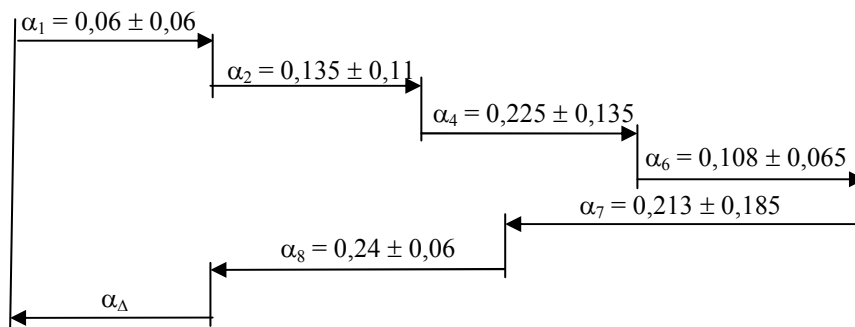 α₁ = 0,06 ± 0,06
α₂ = 0,135 ± 0,11
α₄ = 0,225 ± 0,135
α₆ = 0,108 ± 0,065
α₇ = 0,213 ± 0,185
α₈ = 0,24 ± 0,06
α_Δ